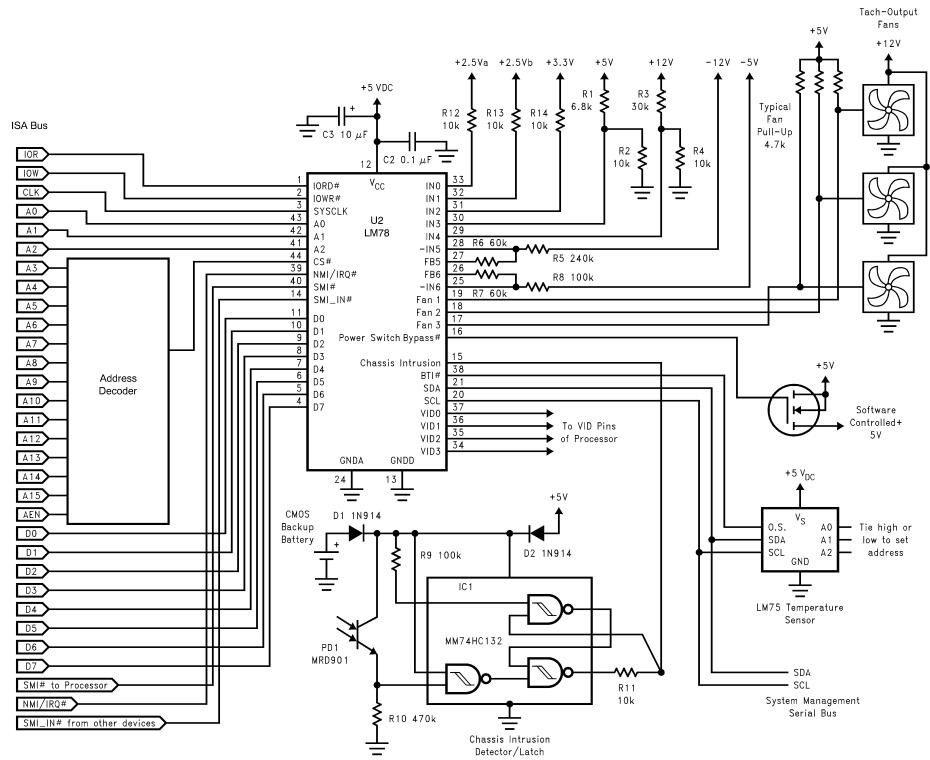 Tach-Output
Fans
+5V
+12V
+2.5Va
+2.5Vb
+3.3V
+5V
+12V
-12V
-5V
+5 VDC
C3 10 μF
+
C2 0.1 μF
R12
10k
R13
10k
R14
10k
R1
6.8k
R3
30k
R2
10k
R4
10k
Typical
Fan
Pull-Up
4.7k
ISA Bus
IOR
IOW
CLK
A0
A1
A2
A3
A4
A5
A6
A7
A8
A9
A10
A11
A12
A13
A14
A15
AEN
D0
D1
D2
D3
D4
D5
D6
D7
SMI# to Processor
NMI/IRQ#
SMI_IN# from other devices
Address
Decoder
12
VCC
U2
LM78
1 IORD#
2 IOWR#
3 SYSCLK
43 A0
42 A1
41 A2
44 CS#
39 NMI/IRQ#
40 SMI#
14 SMI_IN#
11 D0
10 D1
9 D2
8 D3
7 D4
6 D5
5 D6
4 D7
IN0 33
IN1 32
IN2 31
IN3 30
IN4 29
-IN5 28
FB5 27
FB6 26
-IN6 25
Fan 1 19
Fan 2 18
Fan 3 17
Power Switch Bypass# 16
Chassis Intrusion 15
BTI# 38
SDA 21
SCL 20
VID0 37
VID1 36
VID2 35
VID3 34
GNDA
GNDD
24
13
R6 60k
R5 240k
R8 100k
R7 60k
To VID Pins
of Processor
+5V
Software
Controlled+
5V
+5 VDC
VS
O.S.
SDA
SCL
GND
A0
A1
A2
Tie high or
low to set
address
LM75 Temperature
Sensor
SDA
SCL
System Management
Serial Bus
CMOS
Backup
Battery
+
D1 1N914
+5V
D2 1N914
R9 100k
IC1
MM74HC132
PD1
MRD901
R10 470k
R11
10k
Chassis Intrusion
Detector/Latch